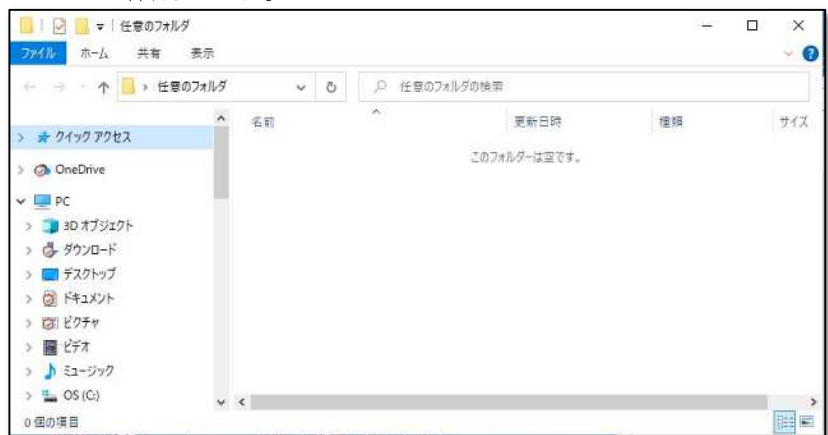 任意のフォルダ
ファイル ホーム 共有 表示
任意のフォルダ 任意のフォルダの検索
名前 更新日時 種類 サイズ
クイック アクセス
このフォルダーは空です。
OneDrive
PC
3D オブジェクト
ダウンロード
デスクトップ
ドキュメント
ピクチャ
ビデオ
ミュージック
OS (C:)
0 個の項目